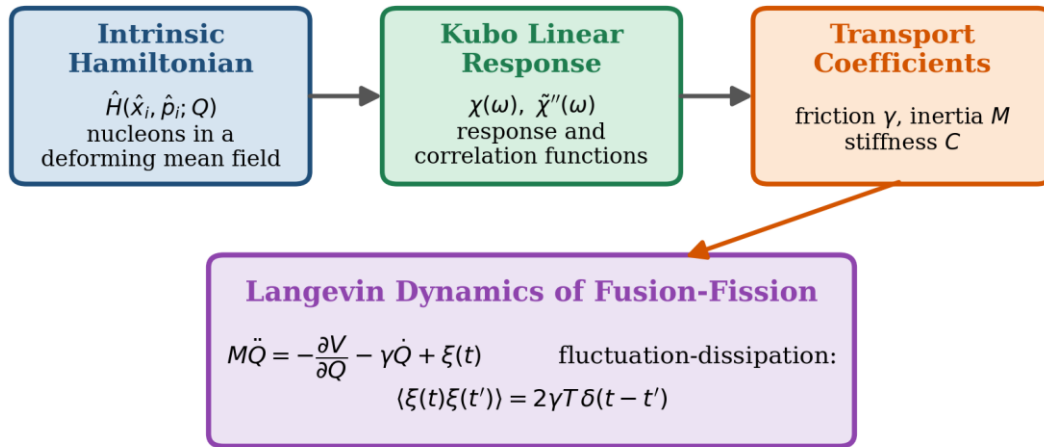 Intrinsic
Hamiltonian
Ĥ(x̂ᵢ, p̂ᵢ; Q)
nucleons in a
deforming mean field
Kubo Linear
Response
χ(ω), χ̃″(ω)
response and
correlation functions
Transport
Coefficients
friction γ, inertia M
stiffness C
Langevin Dynamics of Fusion-Fission
MQ̈ = −∂V/∂Q − γQ̇ + ξ(t) fluctuation-dissipation:
⟨ξ(t)ξ(t′)⟩ = 2γT δ(t − t′)